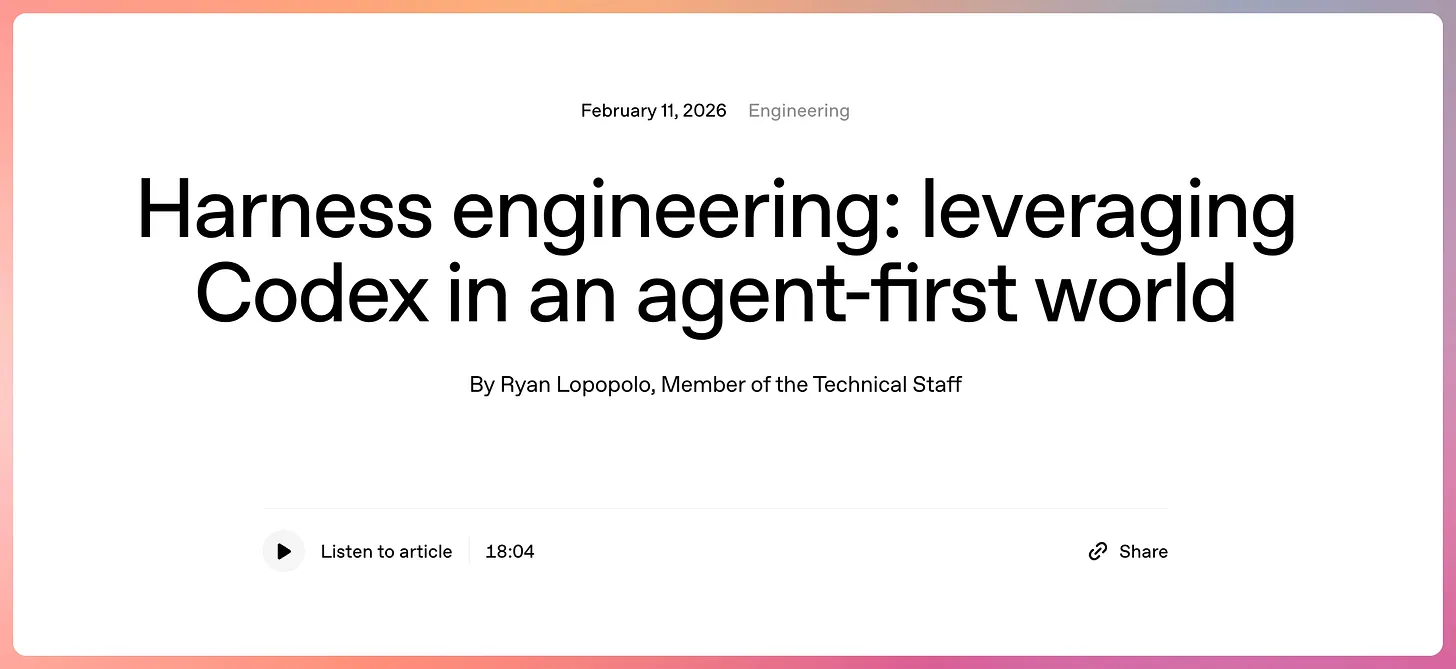 February 11, 2026 Engineering
Harness engineering: leveraging
Codex in an agent-first world
By Ryan Lopopolo, Member of the Technical Staff
Listen to article 18:04 Share